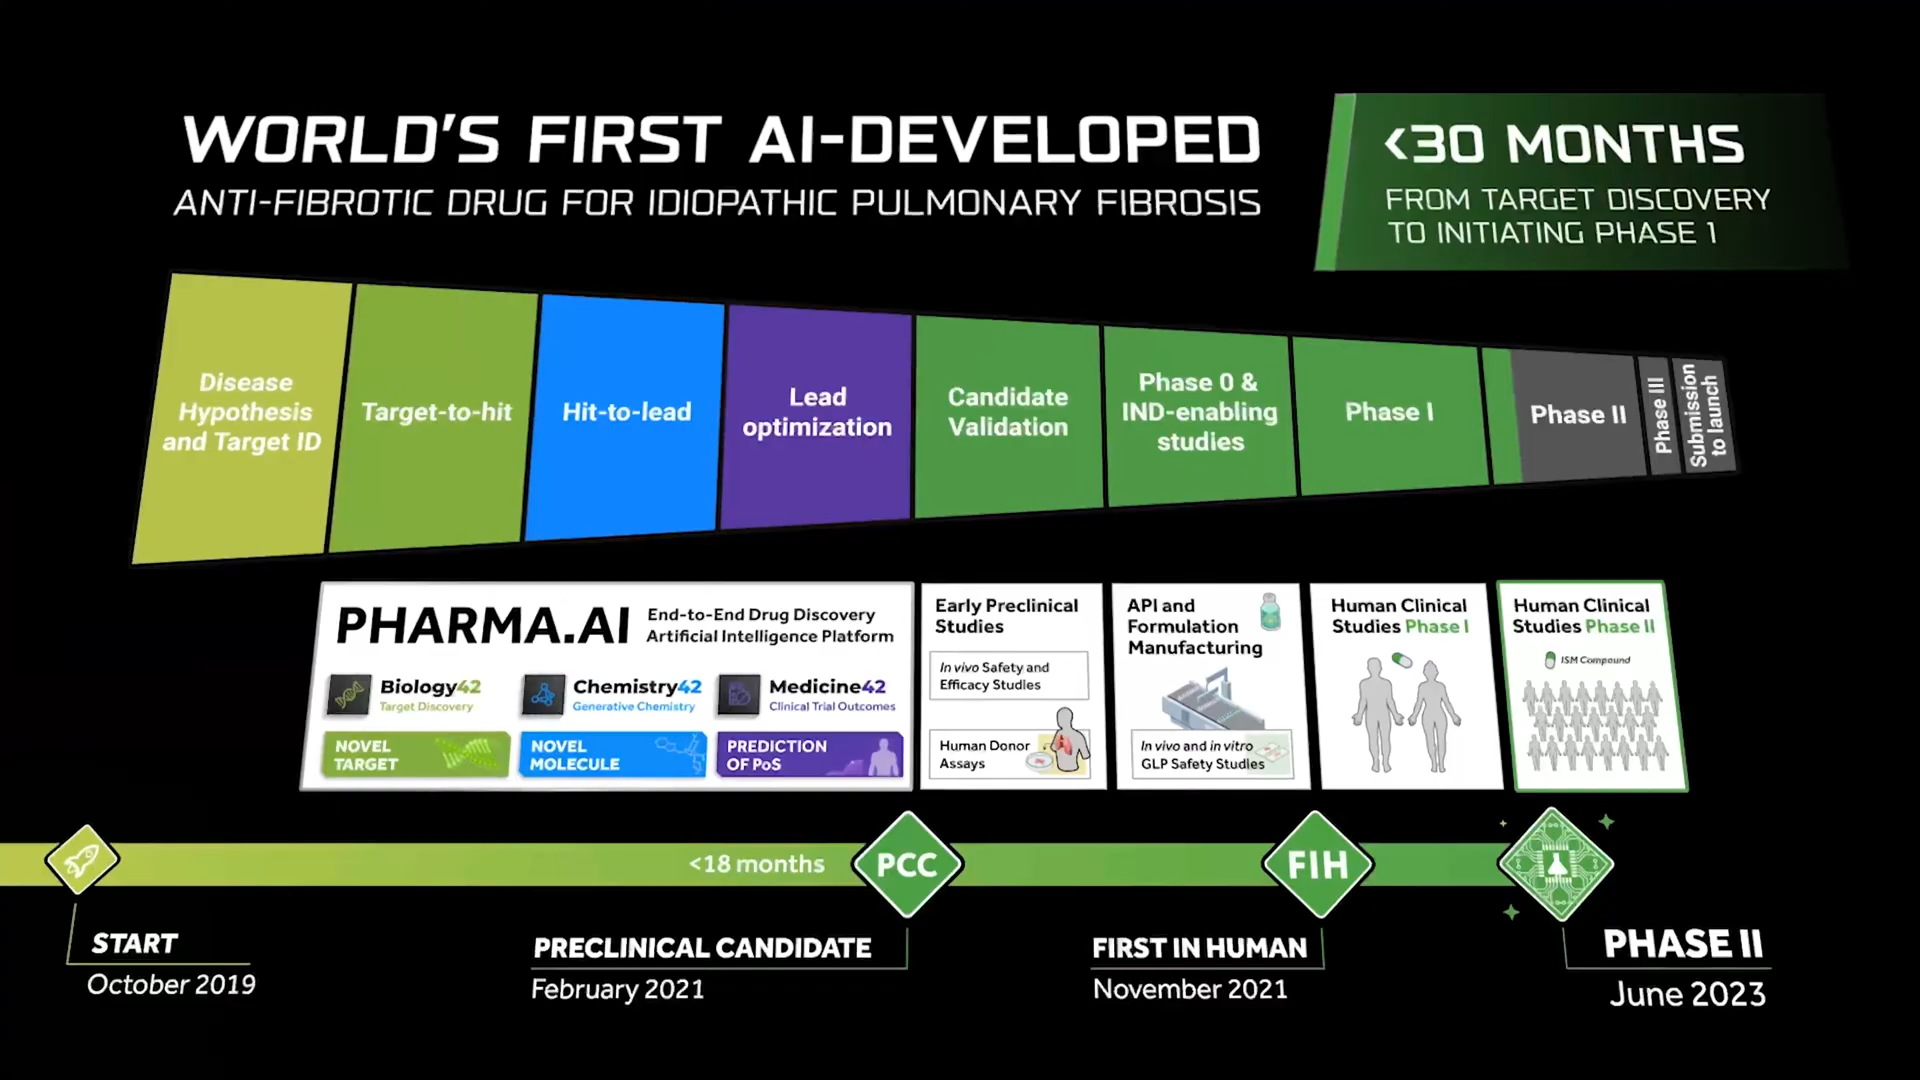 WORLD'S FIRST AI-DEVELOPED
ANTI-FIBROTIC DRUG FOR IDIOPATHIC PULMONARY FIBROSIS
<30 MONTHS
FROM TARGET DISCOVERY
TO INITIATING PHASE 1
Disease
Hypothesis
and Target ID
Target-to-hit
Hit-to-lead
Lead
optimization
Candidate
Validation
Phase 0 &
IND-enabling
studies
Phase I
Phase II
Phase III
Submission
to launch
PHARMA.AI
End-to-End Drug Discovery
Artificial Intelligence Platform
Biology42
Target Discovery
NOVEL
TARGET
Chemistry42
Generative Chemistry
NOVEL
MOLECULE
Medicine42
Clinical Trial Outcomes
PREDICTION
OF PoS
Early Preclinical
Studies
In vivo Safety and
Efficacy Studies
Human Donor
Assays
API and
Formulation
Manufacturing
In vivo and in vitro
GLP Safety Studies
Human Clinical
Studies Phase I
Human Clinical
Studies Phase II
ISM Compound
<18 months
PCC
FIH
START
October 2019
PRECLINICAL CANDIDATE
February 2021
FIRST IN HUMAN
November 2021
PHASE II
June 2023